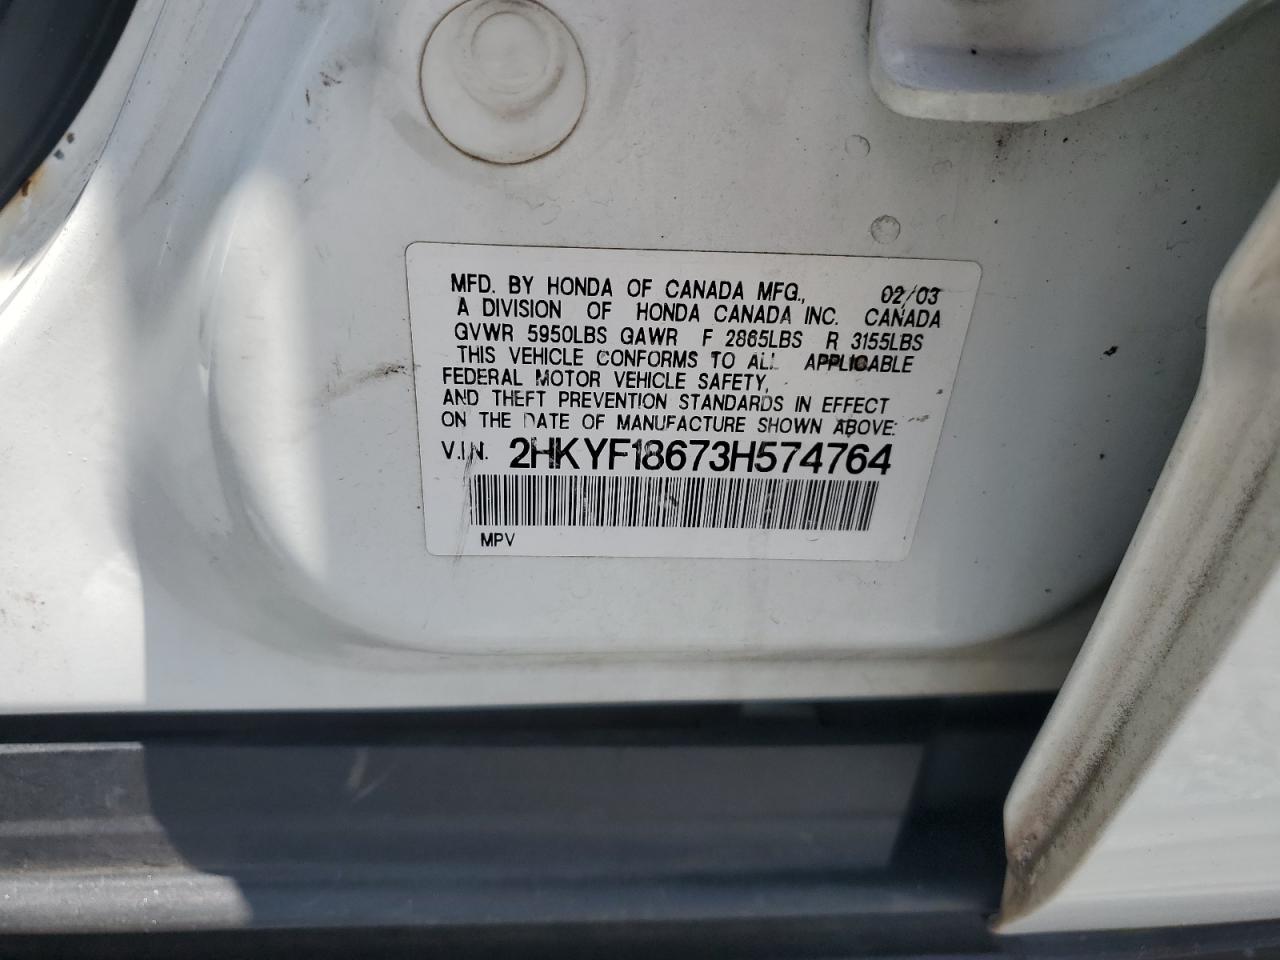 MFD. BY HONDA OF CANADA MFG., 02/03
A DIVISION OF HONDA CANADA INC. CANADA
GVWR 5950LBS GAWR F 2865LBS R 3155LBS
THIS VEHICLE CONFORMS TO ALL APPLICABLE
FEDERAL MOTOR VEHICLE SAFETY,
AND THEFT PREVENTION STANDARDS IN EFFECT
ON THE DATE OF MANUFACTURE SHOWN ABOVE:
V.I.N. 2HKYF18673H574764
MPV